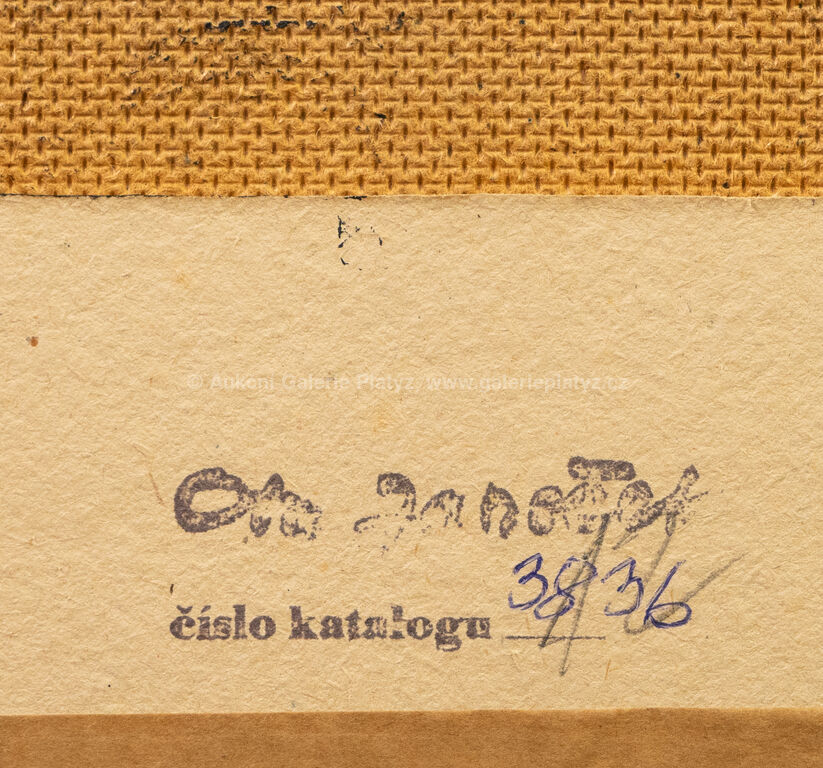 © Aukční Galerie Platýz, www.galerieplatyz.cz
Ota Janeček
3836
číslo katalogu